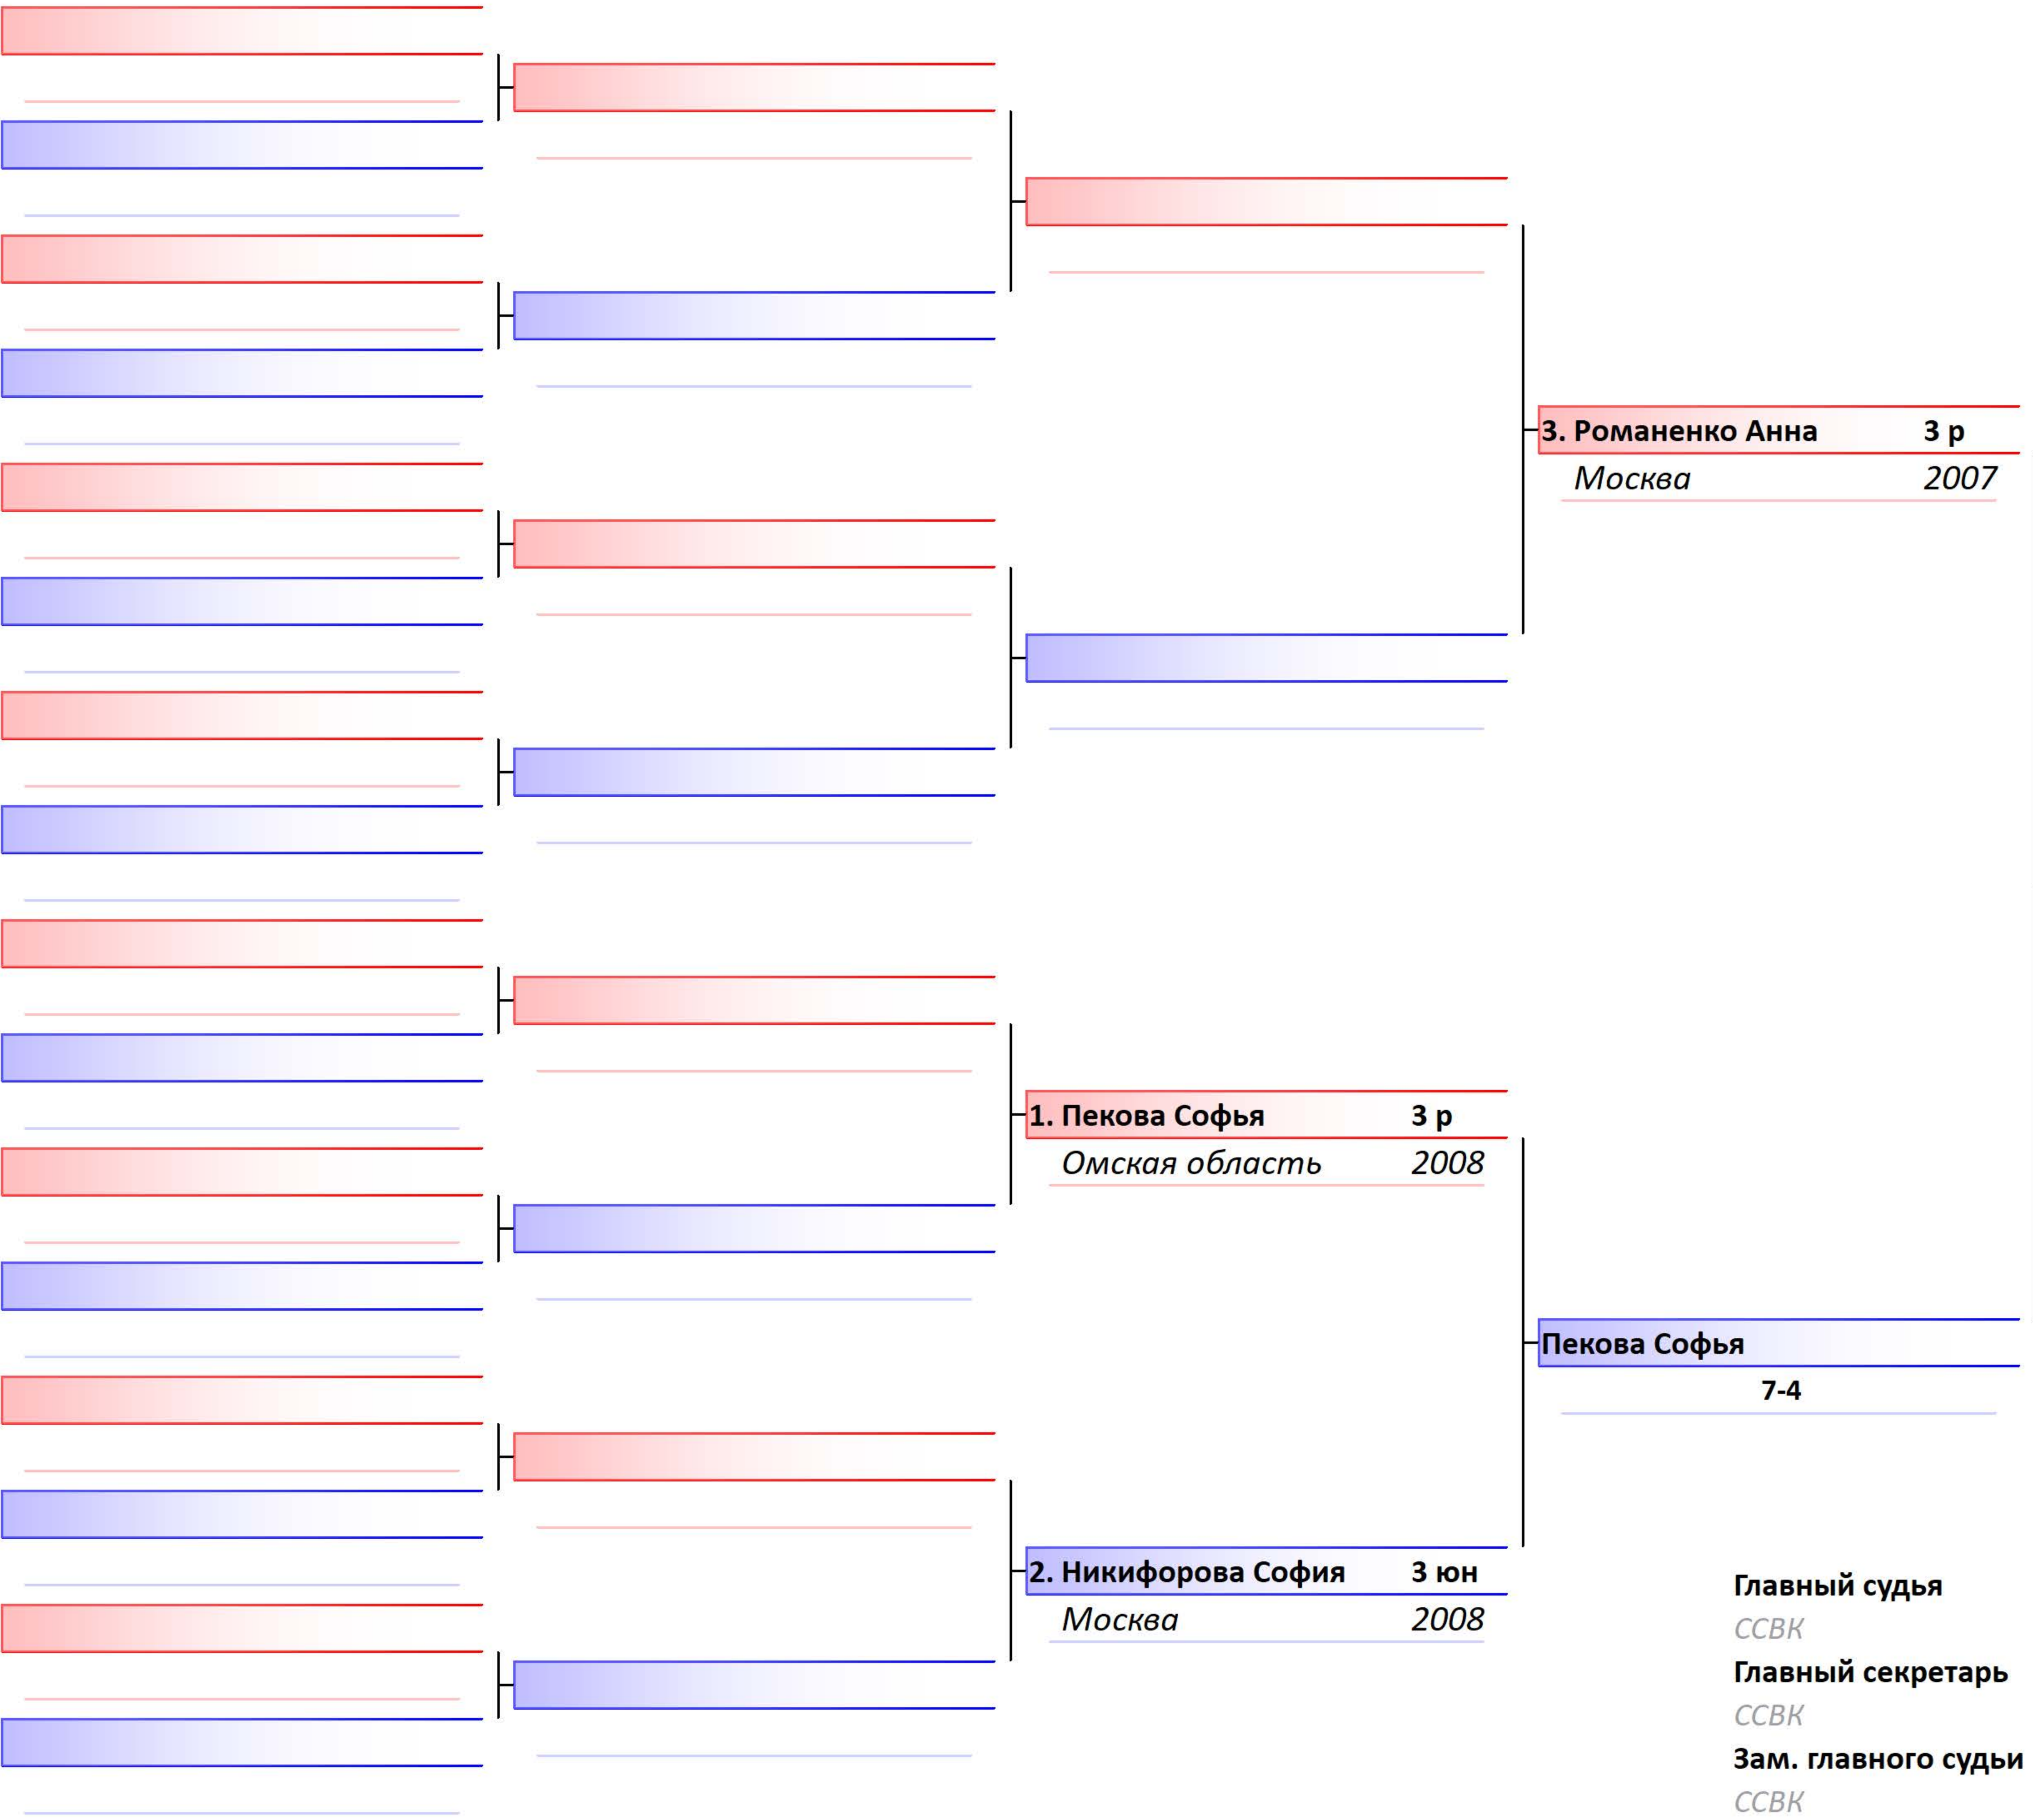 3. Романенко Анна 3 р
Москва 2007
1. Пекова Софья 3 р
Омская область 2008
Пекова Софья
7-4
2. Никифорова София 3 юн
Москва 2008
Главный судья
ССВК
Главный секретарь
ССВК
Зам. главного судьи
ССВК